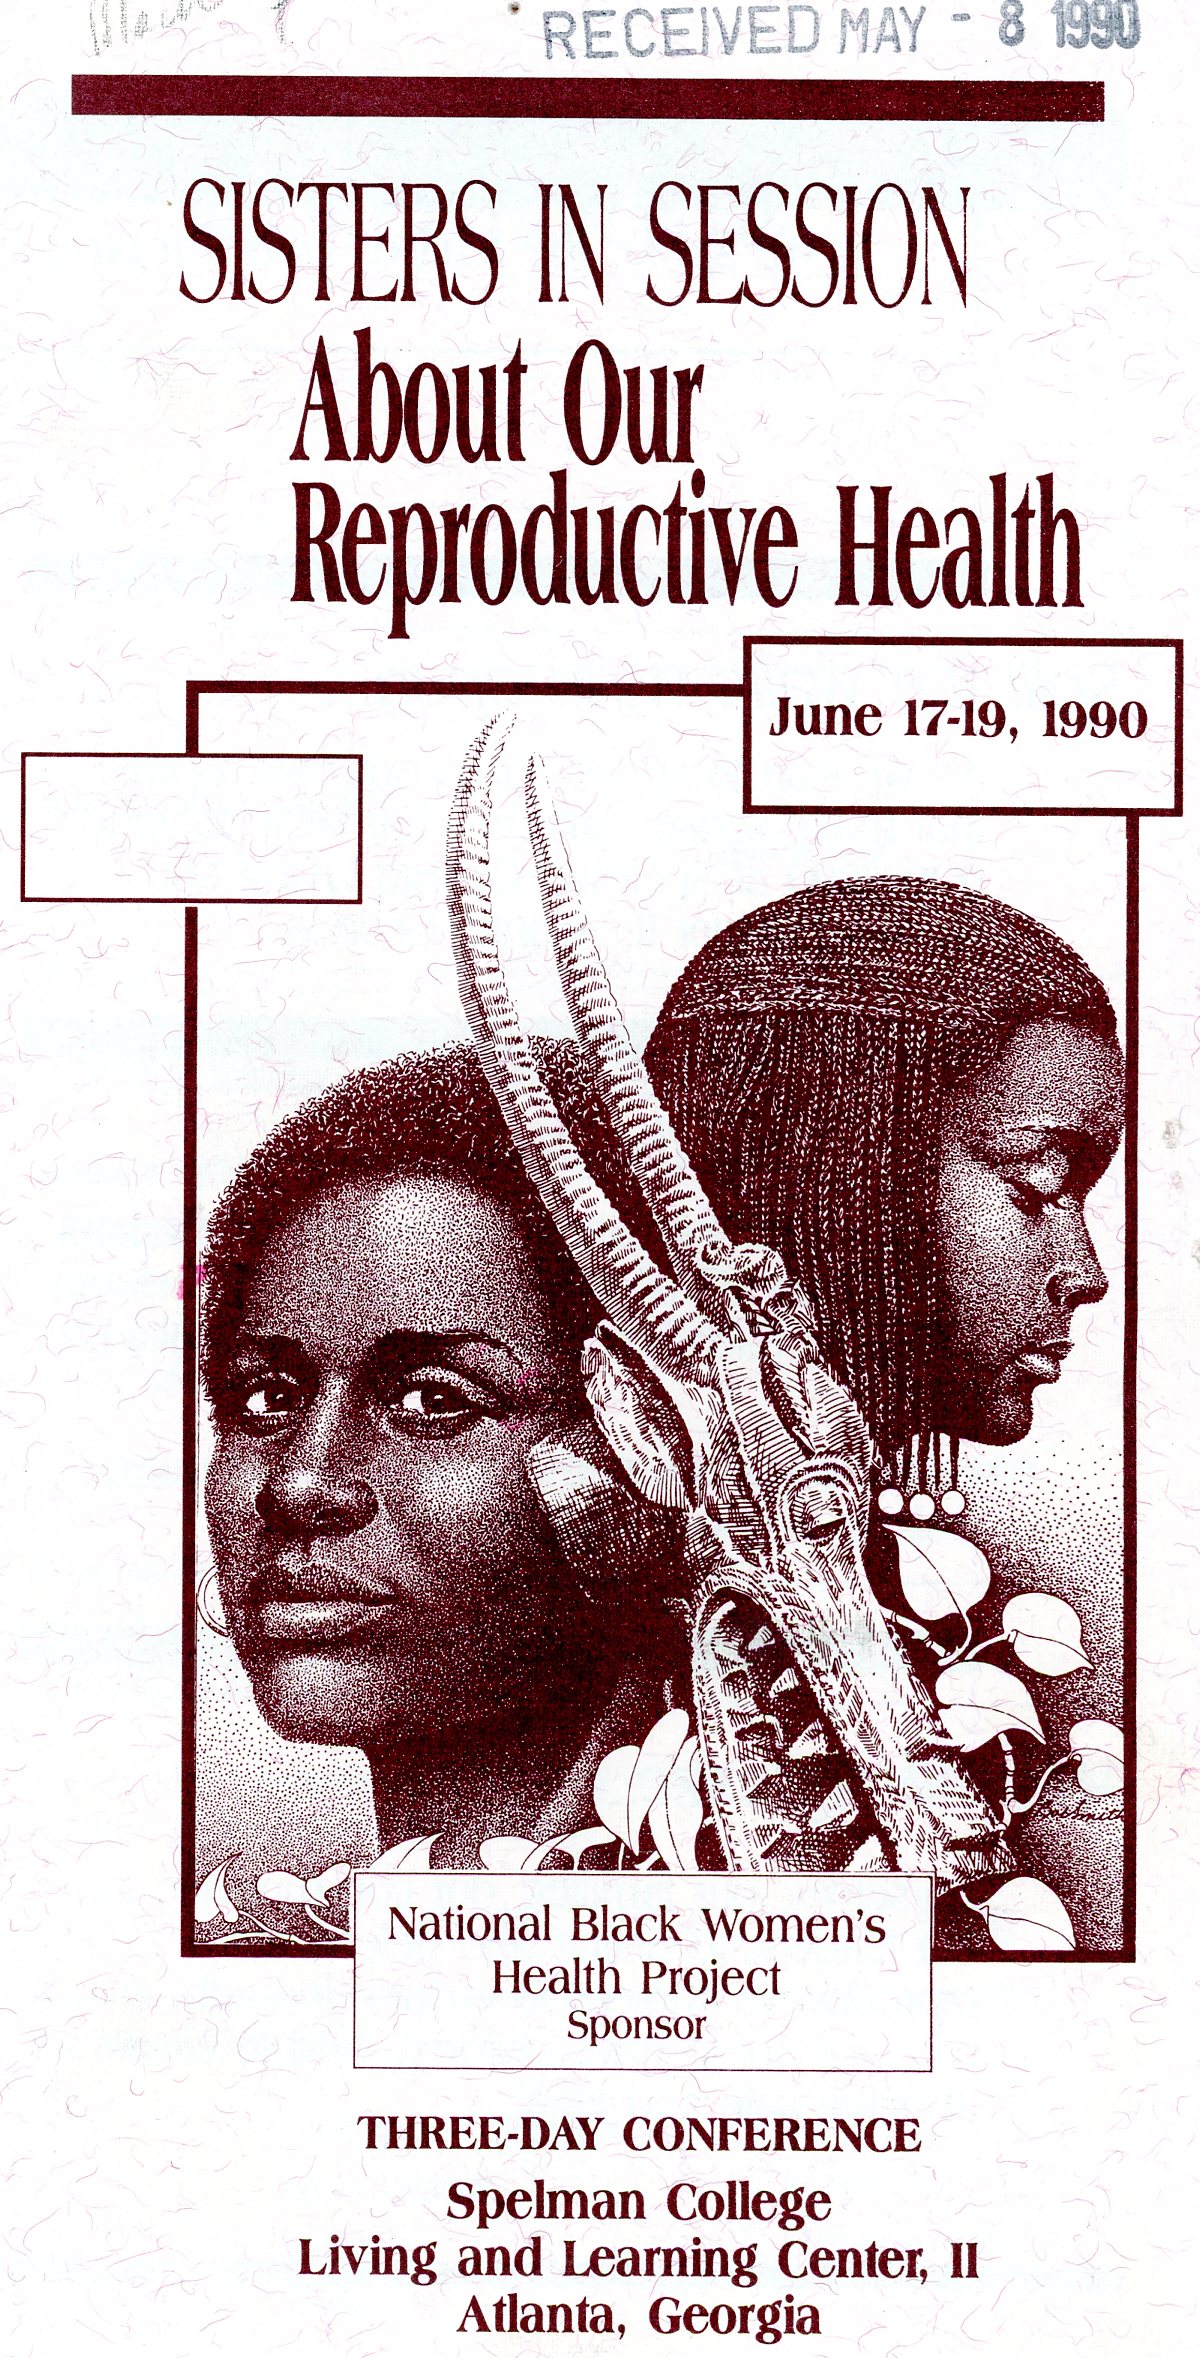 RECEIVED MAY - 8 1990
SISTERS IN SESSION
About Our
Reproductive Health
June 17-19, 1990
National Black Women's
Health Project
Sponsor
THREE-DAY CONFERENCE
Spelman College
Living and Learning Center, II
Atlanta, Georgia